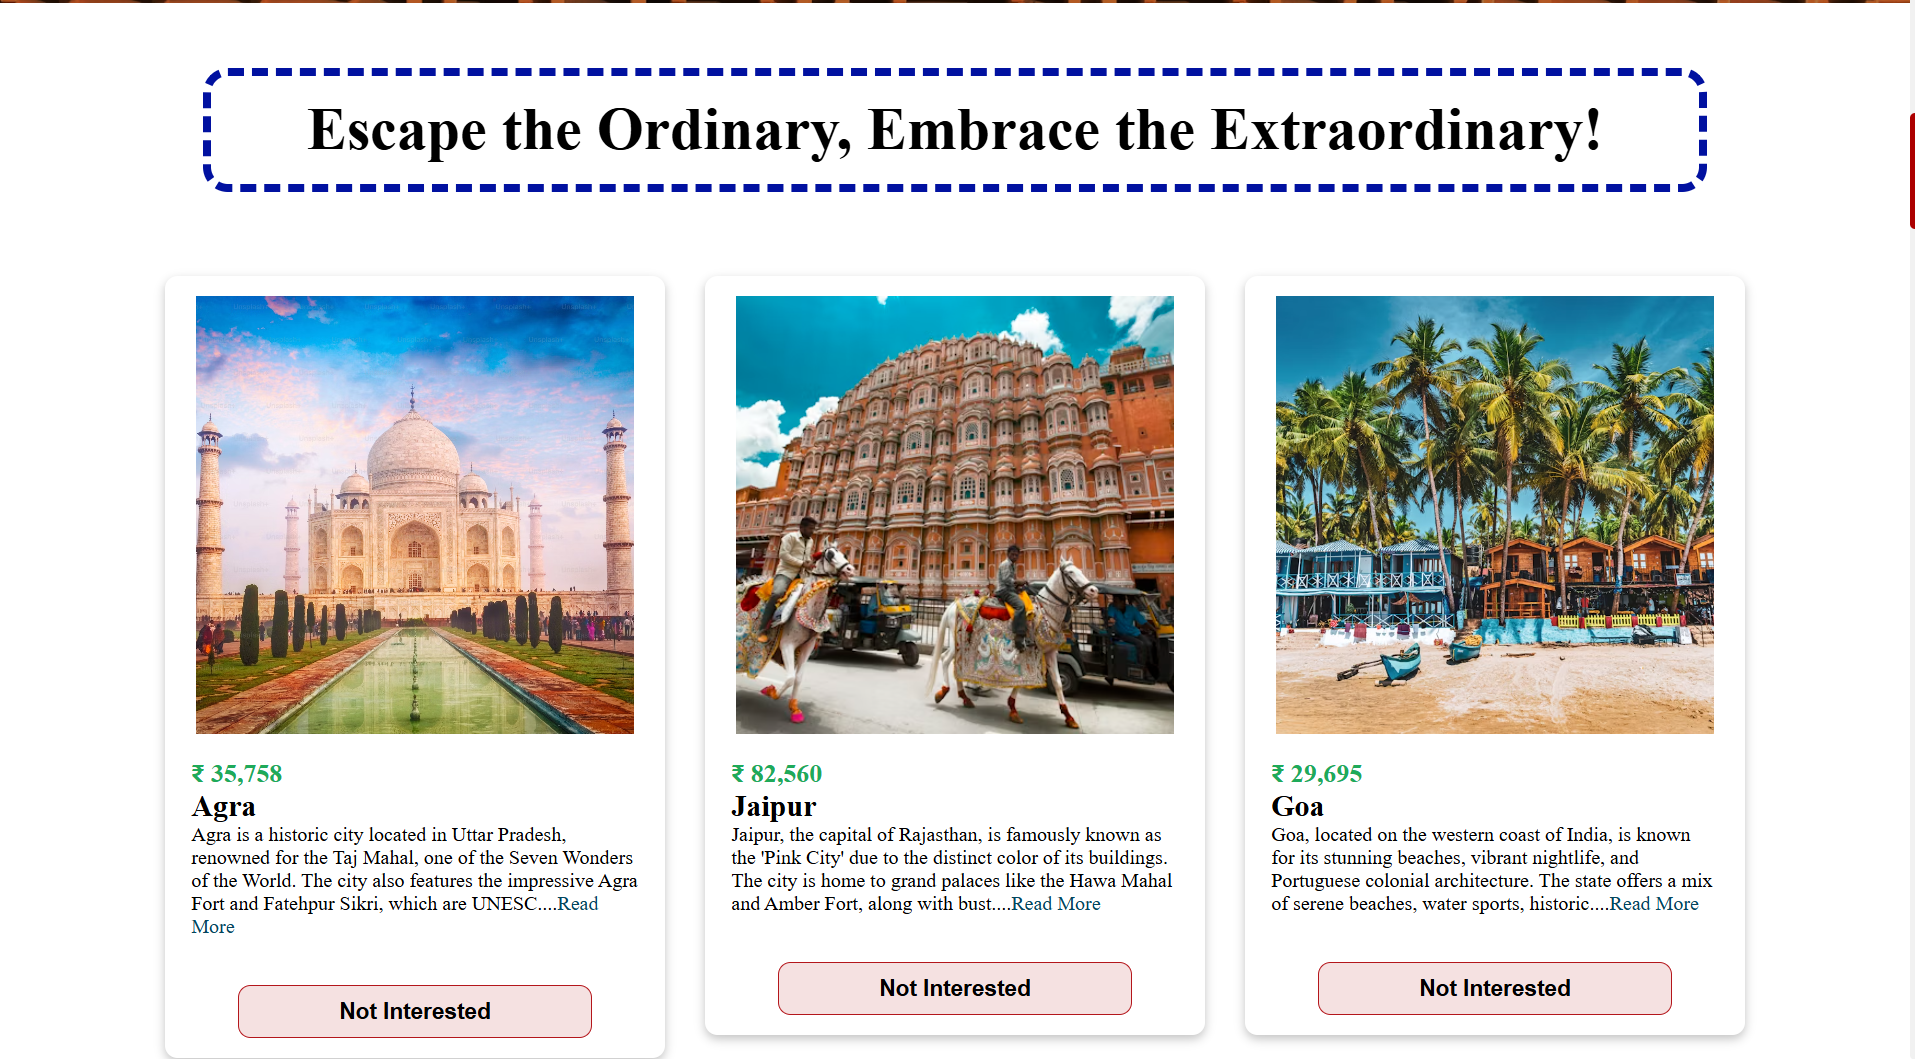 Escape the Ordinary, Embrace the Extraordinary!
₹ 35,758
Agra
Agra is a historic city located in Uttar Pradesh,
renowned for the Taj Mahal, one of the Seven Wonders
of the World. The city also features the impressive Agra
Fort and Fatehpur Sikri, which are UNESC....Read
More
Not Interested
₹ 82,560
Jaipur
Jaipur, the capital of Rajasthan, is famously known as
the 'Pink City' due to the distinct color of its buildings.
The city is home to grand palaces like the Hawa Mahal
and Amber Fort, along with bust....Read More
Not Interested
₹ 29,695
Goa
Goa, located on the western coast of India, is known
for its stunning beaches, vibrant nightlife, and
Portuguese colonial architecture. The state offers a mix
of serene beaches, water sports, historic....Read More
Not Interested